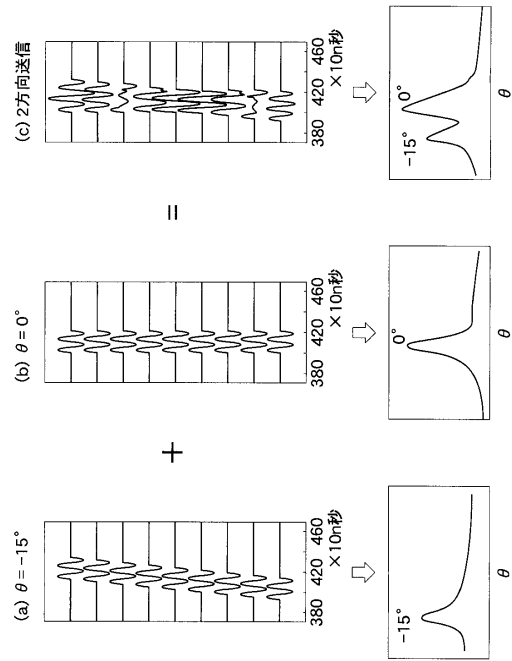 (a) θ=-15°
380 420 460
×10n秒
-15°
θ
+
(b) θ=0°
380 420 460
×10n秒
0°
θ
=
(c) 2方向送信
380 420 460
×10n秒
-15° 0°
θ